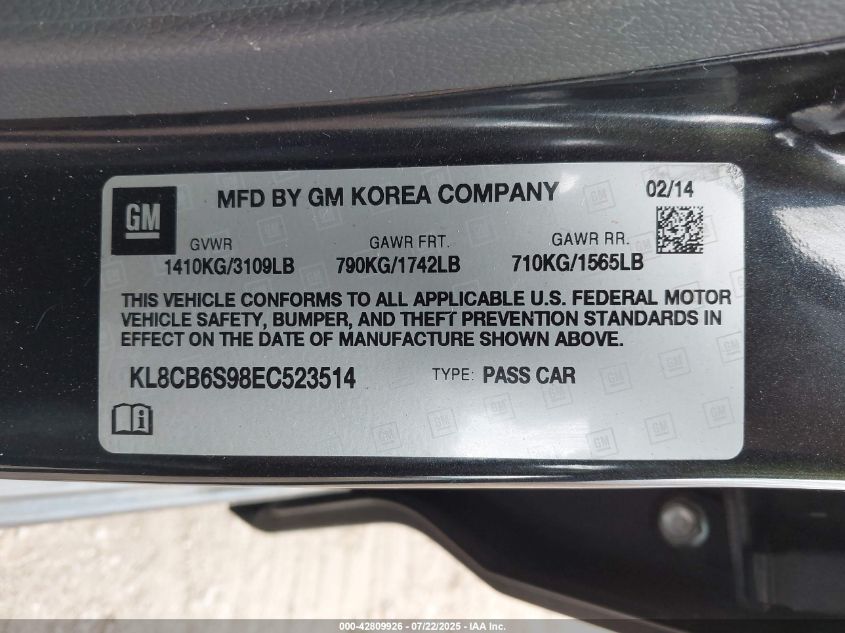 GM
MFD BY GM KOREA COMPANY
02/14
GVWR GAWR FRT. GAWR RR.
1410KG/3109LB 790KG/1742LB 710KG/1565LB
THIS VEHICLE CONFORMS TO ALL APPLICABLE U.S. FEDERAL MOTOR
VEHICLE SAFETY, BUMPER, AND THEFT PREVENTION STANDARDS IN
EFFECT ON THE DATE OF MANUFACTURE SHOWN ABOVE.
KL8CB6S98EC523514 TYPE: PASS CAR
000-42809926 - 07/22/2025 - IAA Inc.